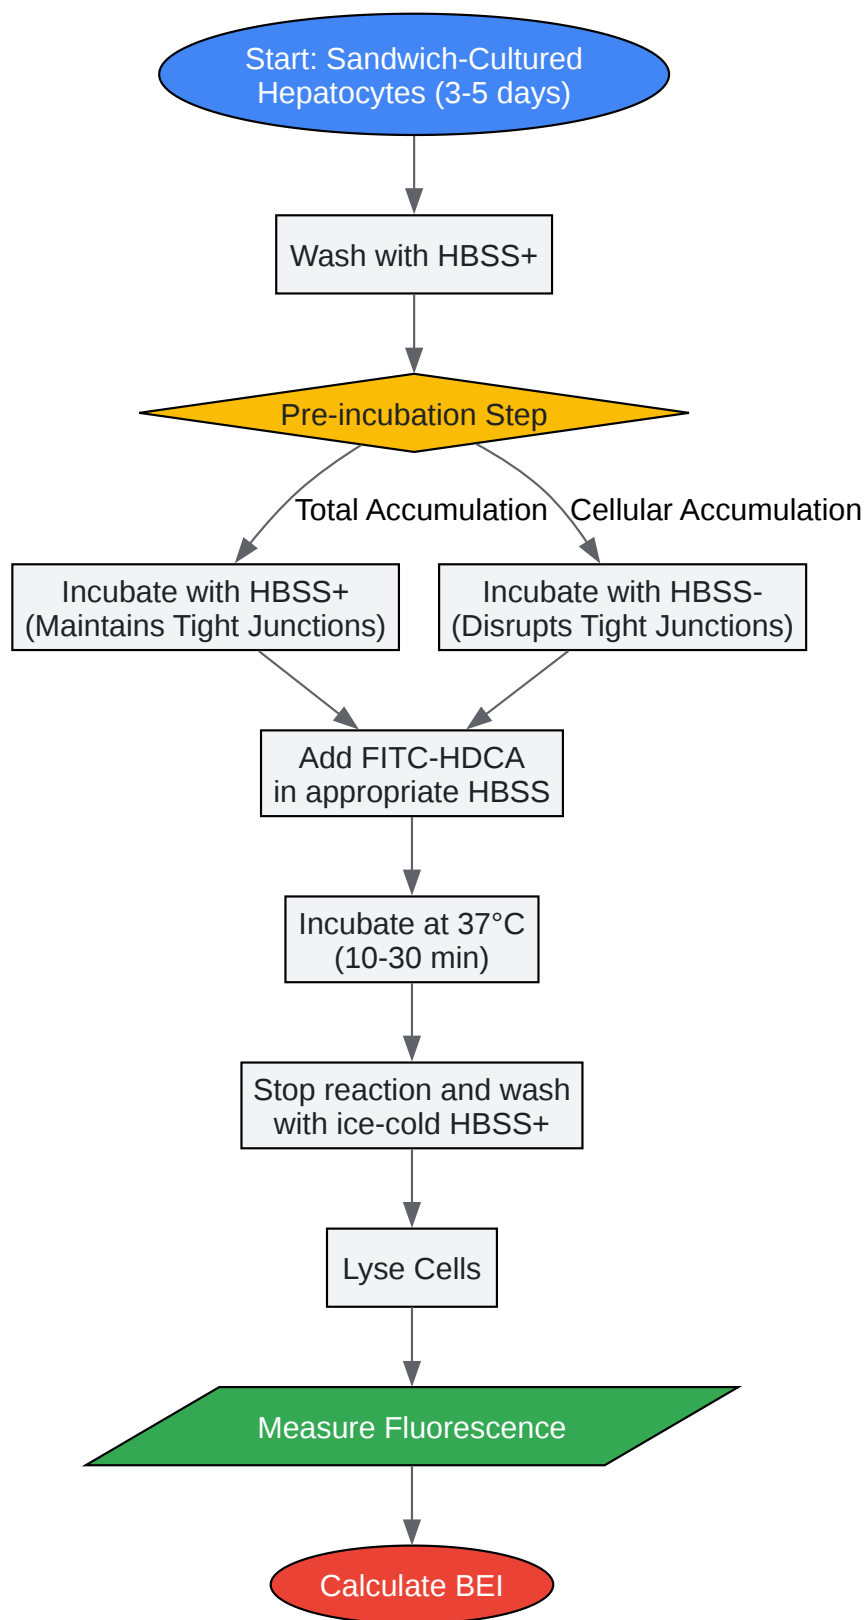 Start: Sandwich-Cultured
Hepatocytes (3-5 days)
Wash with HBSS+
Pre-incubation Step
Total Accumulation
Cellular Accumulation
Incubate with HBSS+
(Maintains Tight Junctions)
Incubate with HBSS-
(Disrupts Tight Junctions)
Add FITC-HDCA
in appropriate HBSS
Incubate at 37°C
(10-30 min)
Stop reaction and wash
with ice-cold HBSS+
Lyse Cells
Measure Fluorescence
Calculate BEI